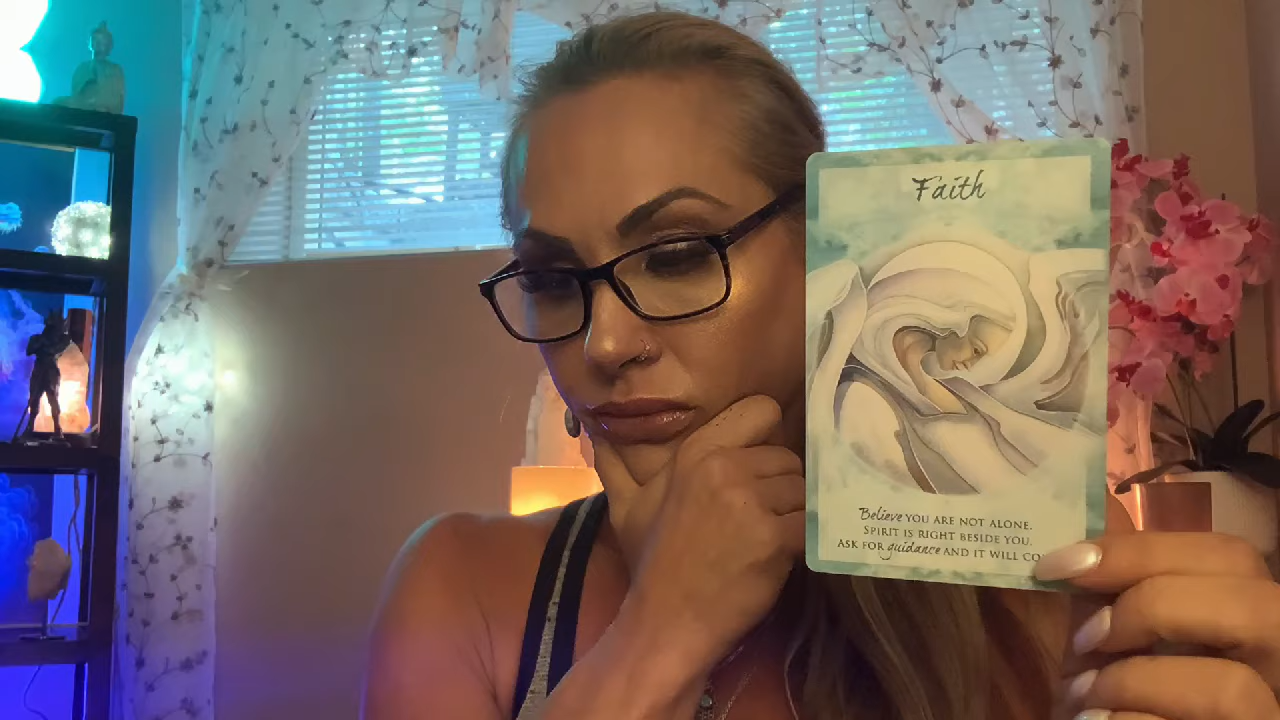 Faith
Believe YOU ARE NOT ALONE.
SPIRIT IS RIGHT BESIDE YOU.
ASK FOR guidance AND IT WILL